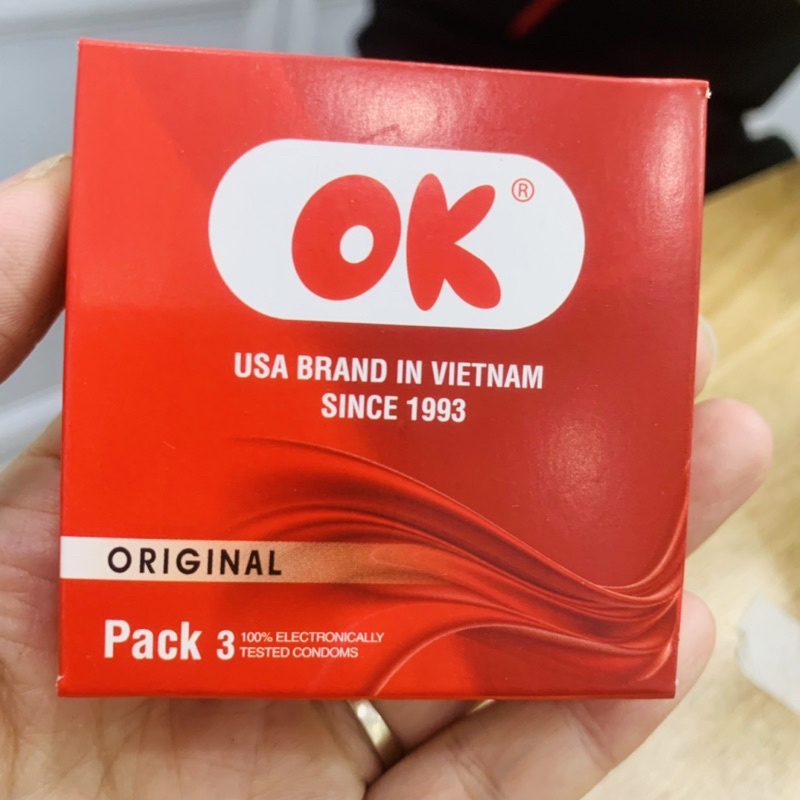 OK®
USA BRAND IN VIETNAM
SINCE 1993
ORIGINAL
Pack 3 100% ELECTRONICALLY
TESTED CONDOMS